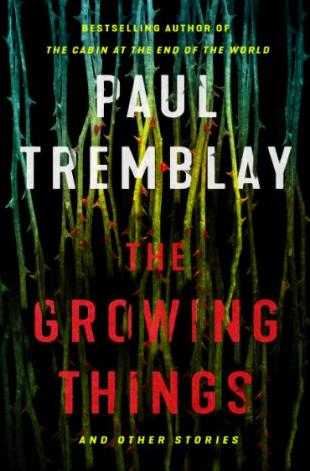 BESTSELLING AUTHOR OF
THE CABIN AT THE END OF THE WORLD
PAUL
TREMBLAY
THE
GROWING
THINGS
AND OTHER STORIES